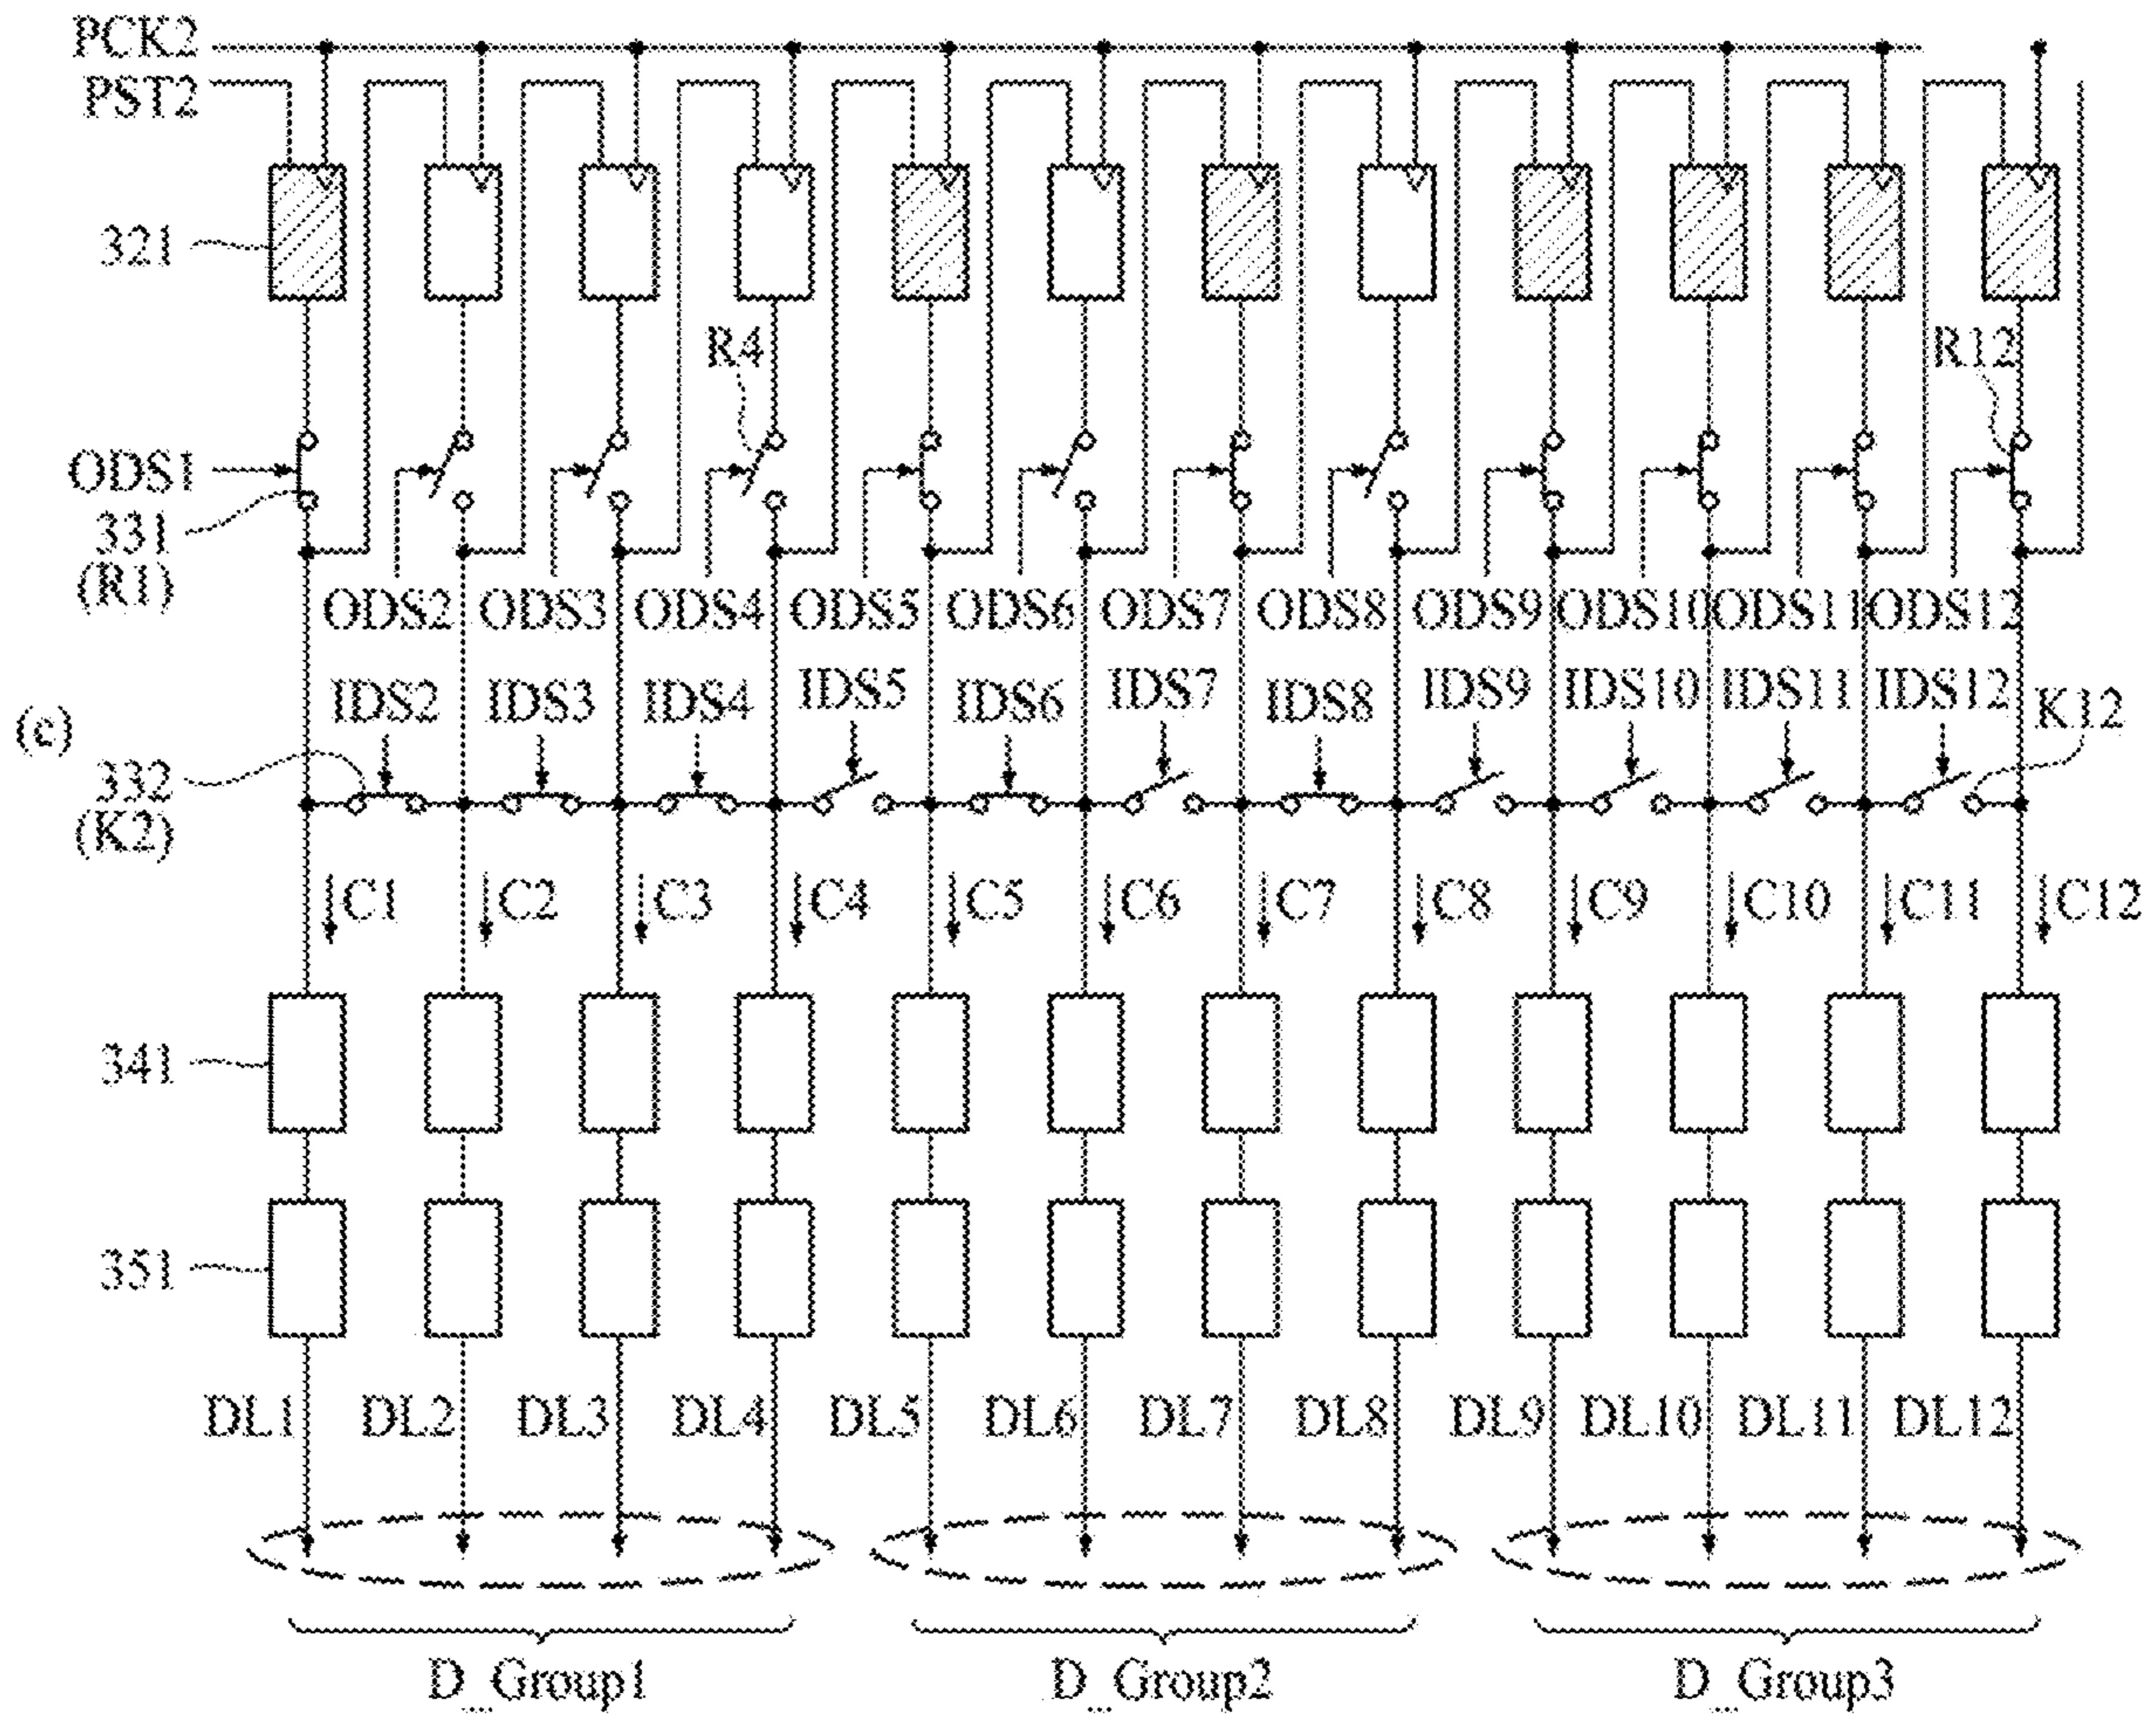 PCK2
PST2
321
R4
R12
ODS1
331
(R1)
ODS2 ODS3 ODS4 ODS5 ODS6 ODS7 ODS8 ODS9 ODS10 ODS11 ODS12
IDS2 IDS3 IDS4 IDS5 IDS6 IDS7 IDS8 IDS9 IDS10 IDS11 IDS12
K12
(c)
332
(K2)
C1 C2 C3 C4 C5 C6 C7 C8 C9 C10 C11 C12
341
351
DL1 DL2 DL3 DL4 DL5 DL6 DL7 DL8 DL9 DL10 DL11 DL12
D_Group1 D_Group2 D_Group3